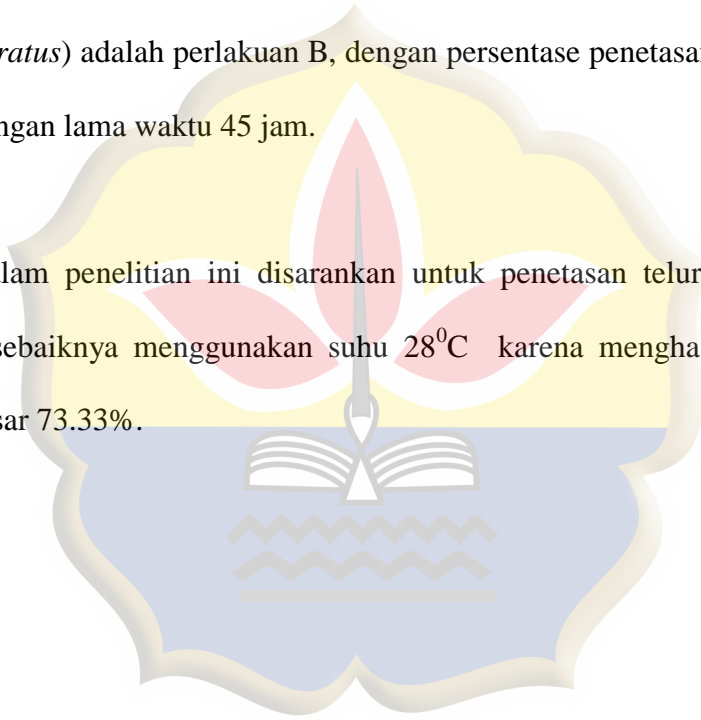 ratus) adalah perlakuan B, dengan persentase penetasan
ngan lama waktu 45 jam.
lam penelitian ini disarankan untuk penetasan telur
sebaiknya menggunakan suhu 28⁰C karena mengha
sar 73.33%.